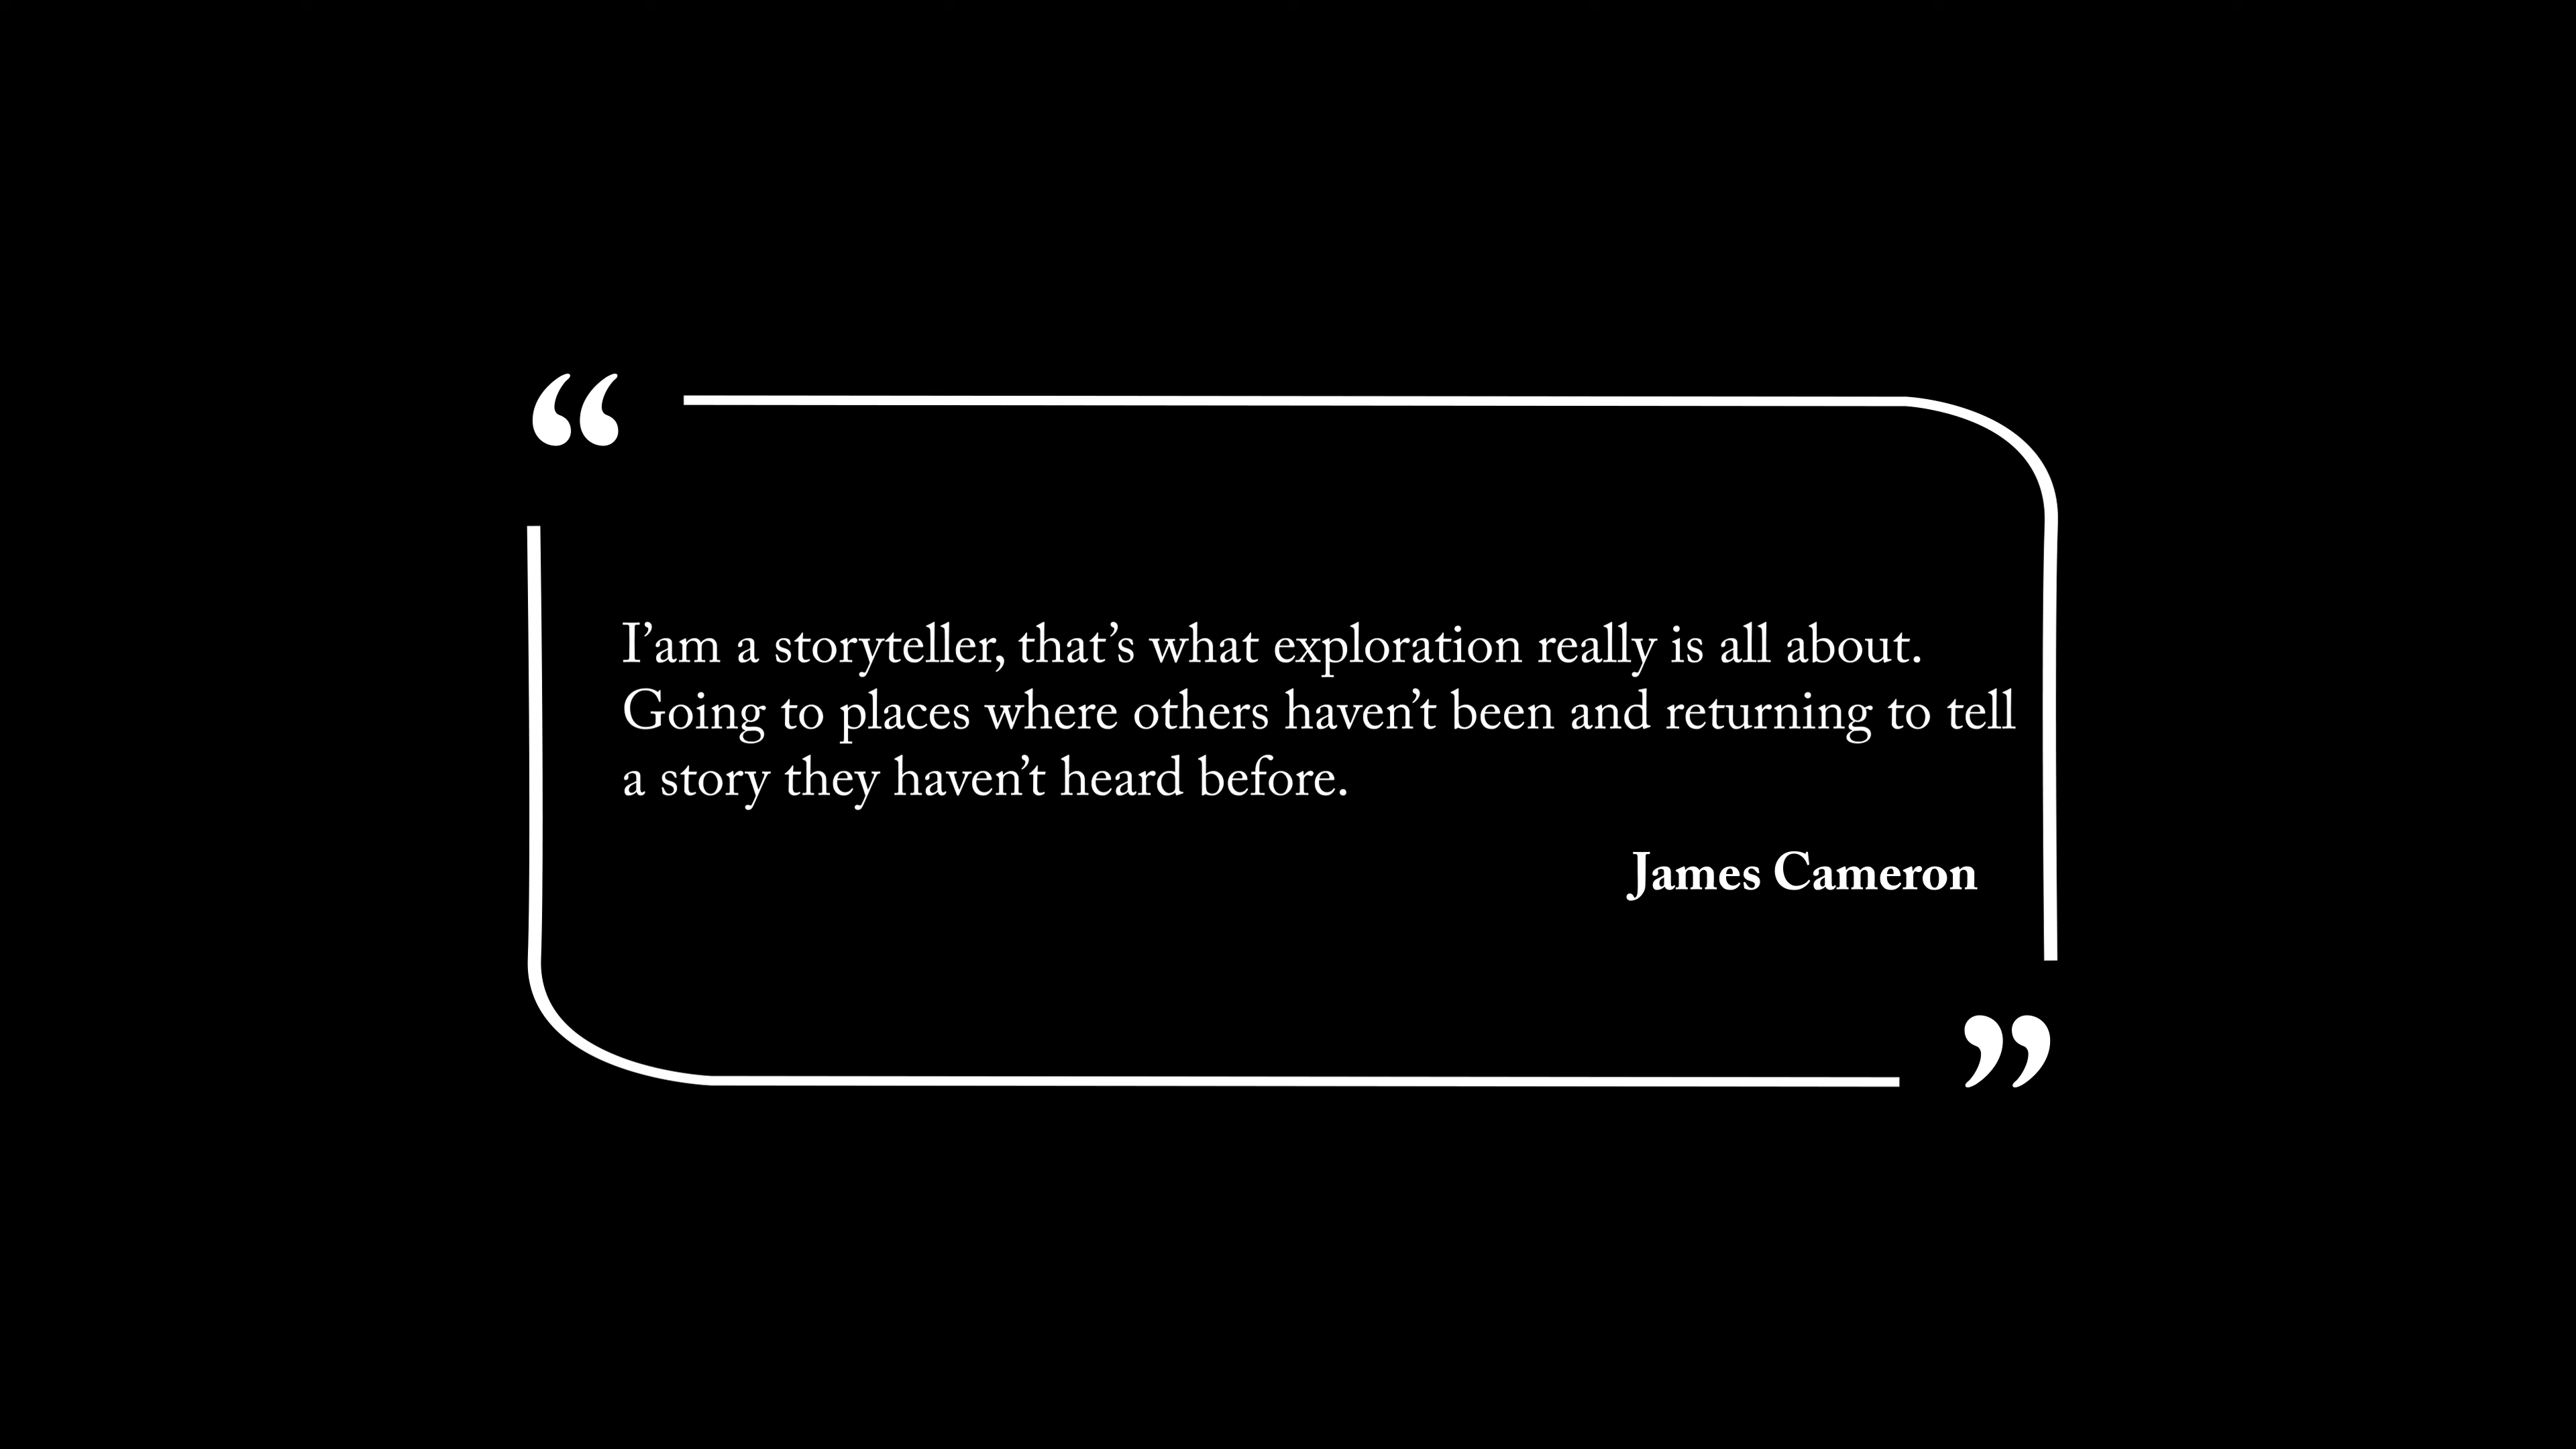 “
I’am a storyteller, that’s what exploration really is all about.
Going to places where others haven’t been and returning to tell
a story they haven’t heard before.
James Cameron
”